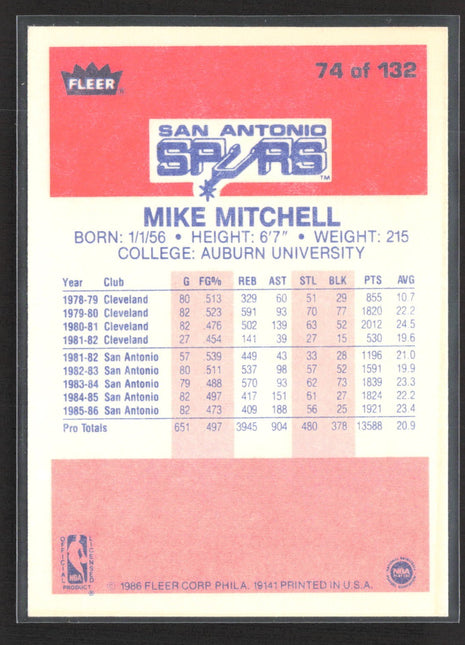 FLEER
74 of 132
SAN ANTONIO
SPURS
TM
MIKE MITCHELL
BORN: 1/1/56 • HEIGHT: 6'7" • WEIGHT: 215
COLLEGE: AUBURN UNIVERSITY
Year Club G FG% REB AST STL BLK PTS AVG
1978-79 Cleveland 80 513 329 60 51 29 855 10.7
1979-80 Cleveland 82 523 591 93 70 77 1820 22.2
1980-81 Cleveland 82 476 502 139 63 52 2012 24.5
1981-82 Cleveland 27 454 141 39 27 15 530 19.6
1981-82 San Antonio 57 539 449 43 33 28 1196 21.0
1982-83 San Antonio 80 511 537 98 57 52 1591 19.9
1983-84 San Antonio 79 488 570 93 62 73 1839 23.3
1984-85 San Antonio 82 497 417 151 61 27 1824 22.2
1985-86 San Antonio 82 473 409 188 56 25 1921 23.4
Pro Totals 651 497 3945 904 480 378 13588 20.9
OFFICIAL
LICENSED
NBA
PRODUCT
®
NBA
© 1986 FLEER CORP. PHILA. 19141 PRINTED IN U.S.A.